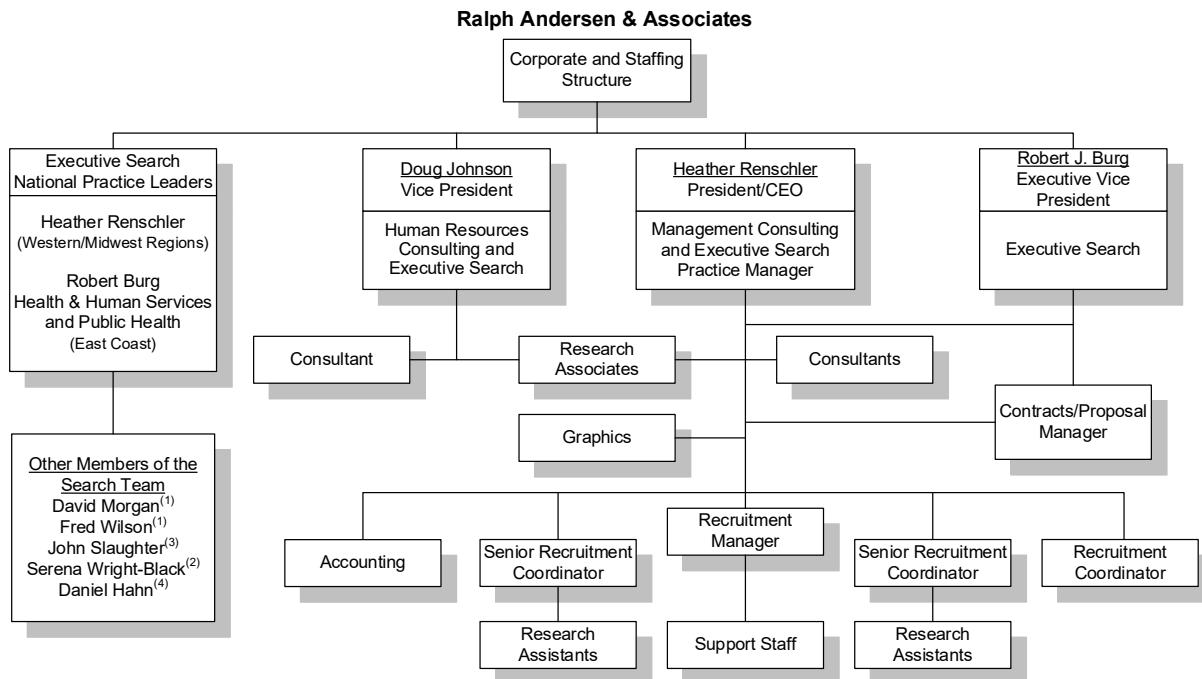 Ralph Andersen & Associates
Corporate and Staffing
Structure
Executive Search
National Practice Leaders
Heather Renschler
(Western/Midwest Regions)
Robert Burg
Health & Human Services
and Public Health
(East Coast)
Doug Johnson
Vice President
Human Resources
Consulting and
Executive Search
Heather Renschler
President/CEO
Management Consulting
and Executive Search
Practice Manager
Robert J. Burg
Executive Vice
President
Executive Search
Consultant
Research
Associates
Consultants
Contracts/Proposal
Manager
Graphics
Other Members of the
Search Team
David Morgan(1)
Fred Wilson(1)
John Slaughter(3)
Serena Wright-Black(2)
Daniel Hahn(4)
Accounting
Senior Recruitment
Coordinator
Recruitment
Manager
Senior Recruitment
Coordinator
Recruitment
Coordinator
Research
Assistants
Support Staff
Research
Assistants